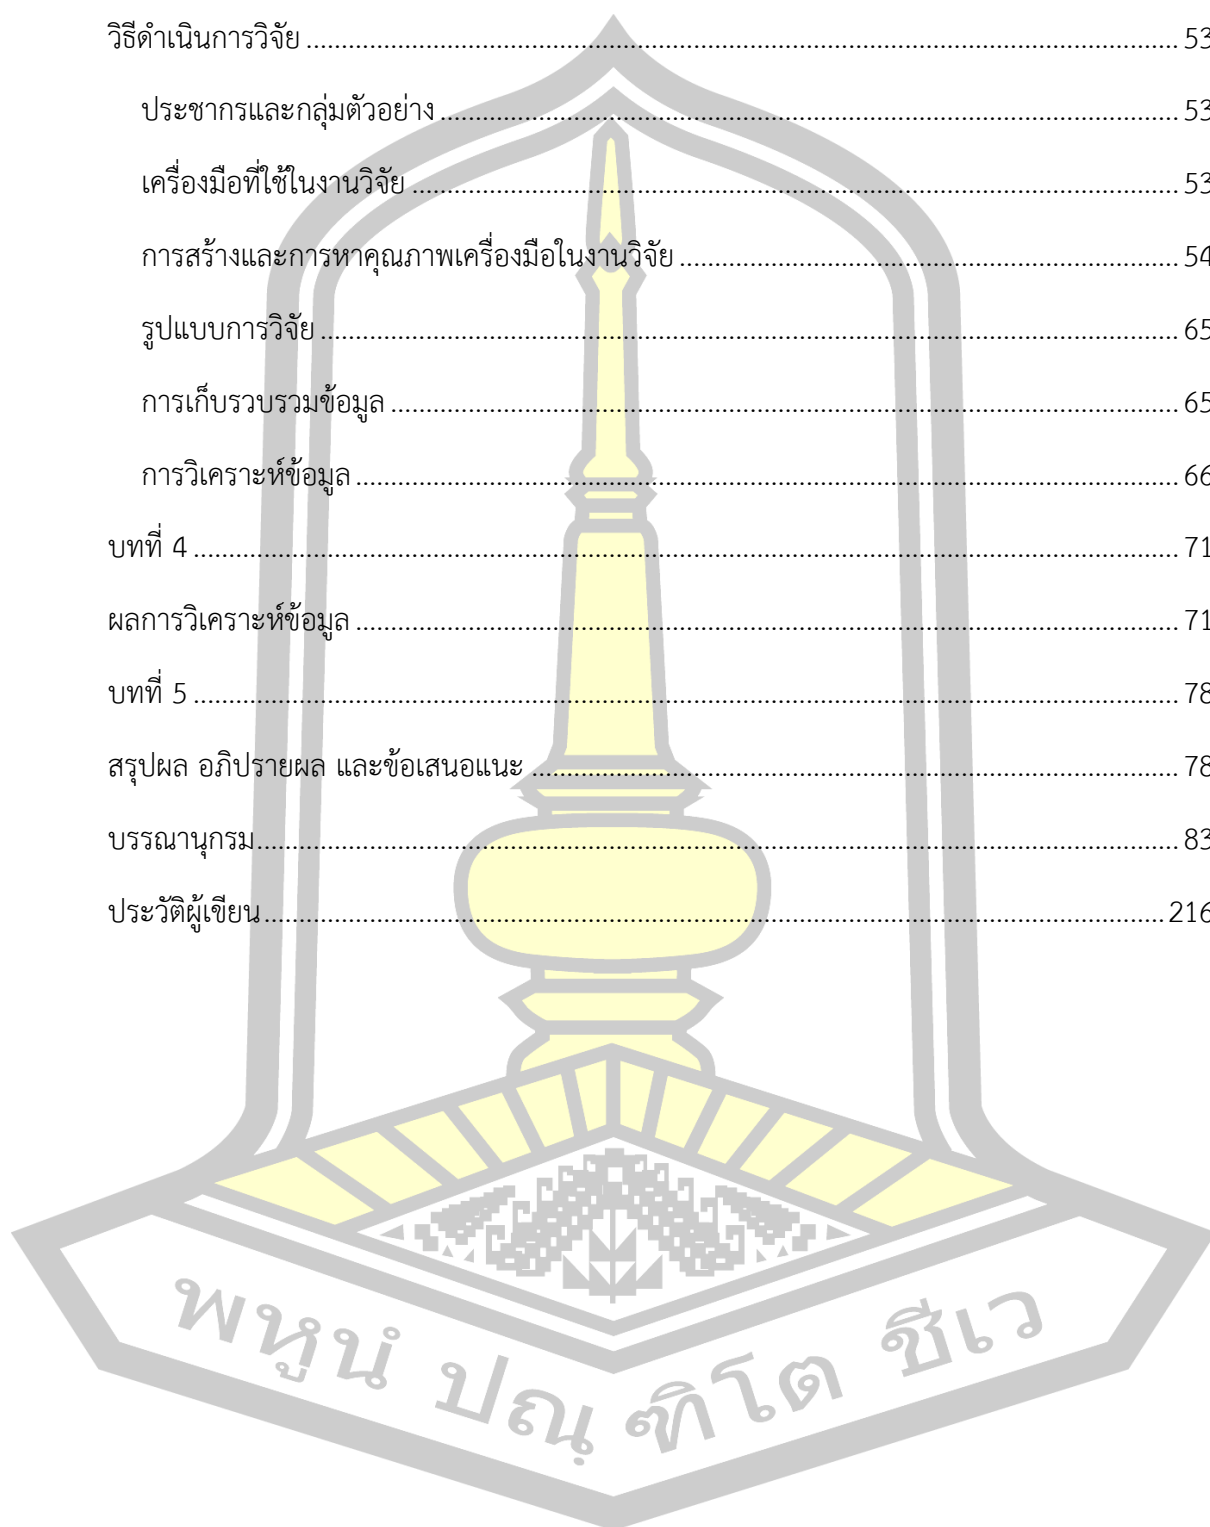 วิธีดำเนินการวิจัย ........................................ 53
ประชากรและกลุ่มตัวอย่าง ........................................ 53
เครื่องมือที่ใช้ในงานวิจัย ........................................ 53
การสร้างและการหาคุณภาพเครื่องมือในงานวิจัย ........................................ 54
รูปแบบการวิจัย ........................................ 65
การเก็บรวบรวมข้อมูล ........................................ 65
การวิเคราะห์ข้อมูล ........................................ 66
บทที่ 4 ........................................ 71
ผลการวิเคราะห์ข้อมูล ........................................ 71
บทที่ 5 ........................................ 78
สรุปผล อภิปรายผล และข้อเสนอแนะ ........................................ 78
บรรณานุกรม ........................................ 83
ประวัติผู้เขียน ........................................ 216
พหูนํ ปณฺฑิโต ชีเว